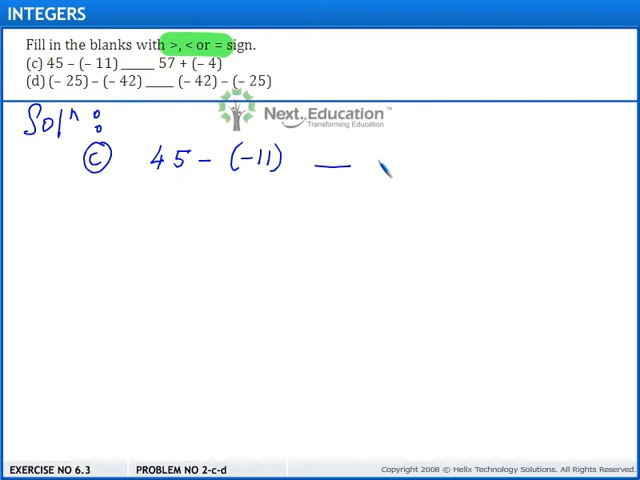 INTEGERS
Fill in the blanks with >, < or = sign.
(c) 45 – (– 11) _____ 57 + (– 4)
(d) (– 25) – (– 42) ____ (– 42) – (– 25)
Next Education
Transforming Education
Solⁿ :
(c) 45 – (–11) __
EXERCISE NO 6.3 PROBLEM NO 2-c-d Copyright 2008 © Helix Technology Solutions. All Rights Reserved.